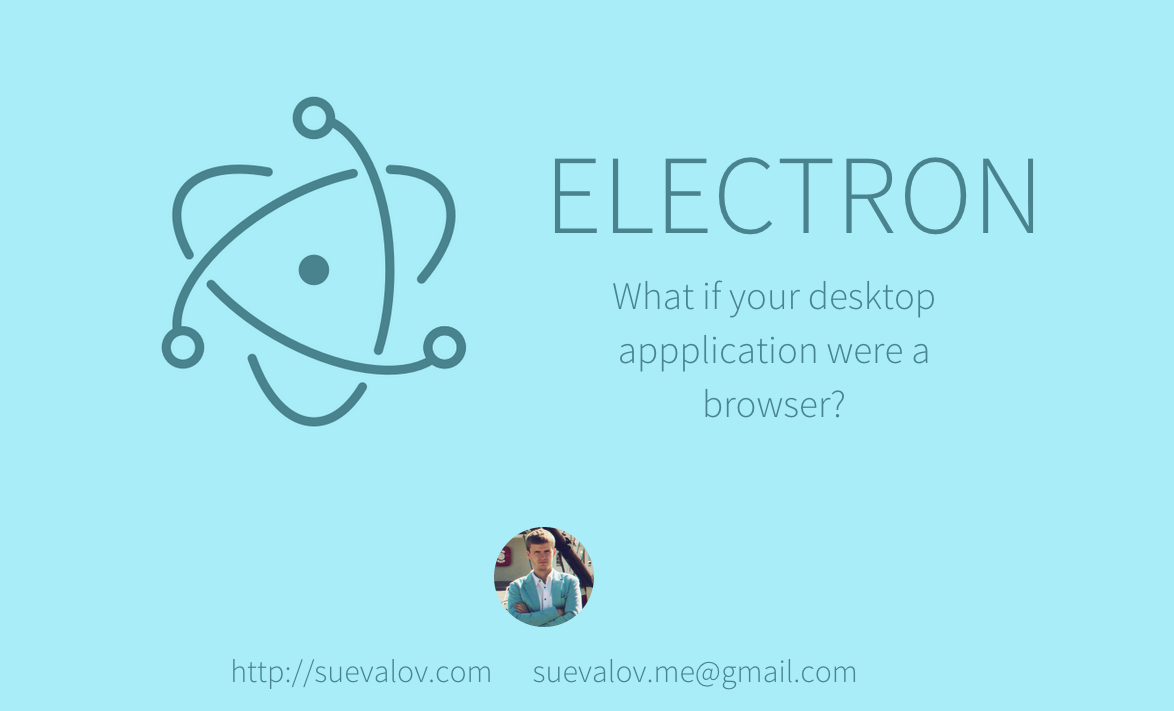 ELECTRON
What if your desktop
appplication were a
browser?
http://suevalov.com suevalov.me@gmail.com